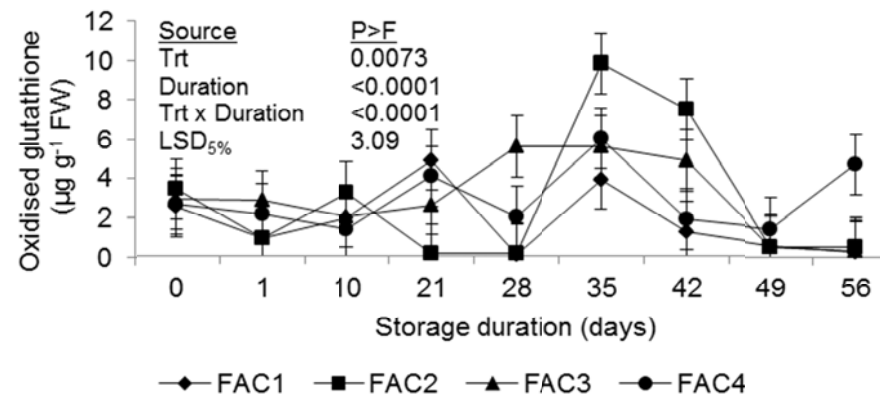 12
10
8
6
4
2
0
Oxidised glutathione
(µg g-1 FW)
Source P>F
Trt 0.0073
Duration <0.0001
Trt x Duration <0.0001
LSD5% 3.09
0 1 10 21 28 35 42 49 56
Storage duration (days)
FAC1 FAC2 FAC3 FAC4